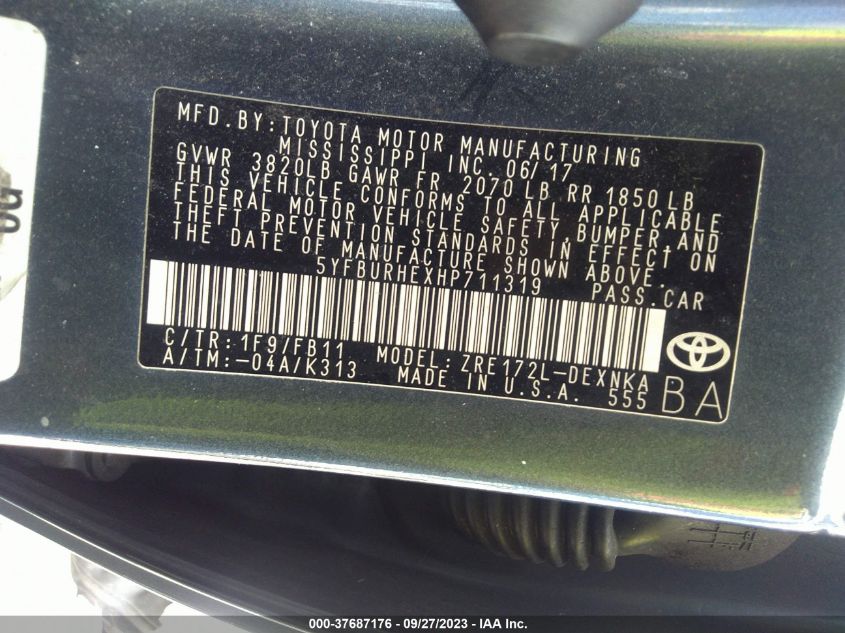 MFD.BY:TOYOTA MOTOR MANUFACTURING
MISSISSIPPI INC. 06/17
GVWR 3820LB GAWR FR 2070 LB RR 1850 LB
THIS VEHICLE CONFORMS TO ALL APPLICABLE
FEDERAL MOTOR VEHICLE SAFETY,BUMPER,AND
THEFT PREVENTION STANDARDS IN EFFECT ON
THE DATE OF MANUFACTURE SHOWN ABOVE.
5YFBURHEXHP711319 PASS.CAR
C/TR:1F9/FB11 MODEL:ZRE172L-DEXNKA
A/TM:-04A/K313 MADE IN U.S.A. 555
BA
000-37687176 - 09/27/2023 - IAA Inc.